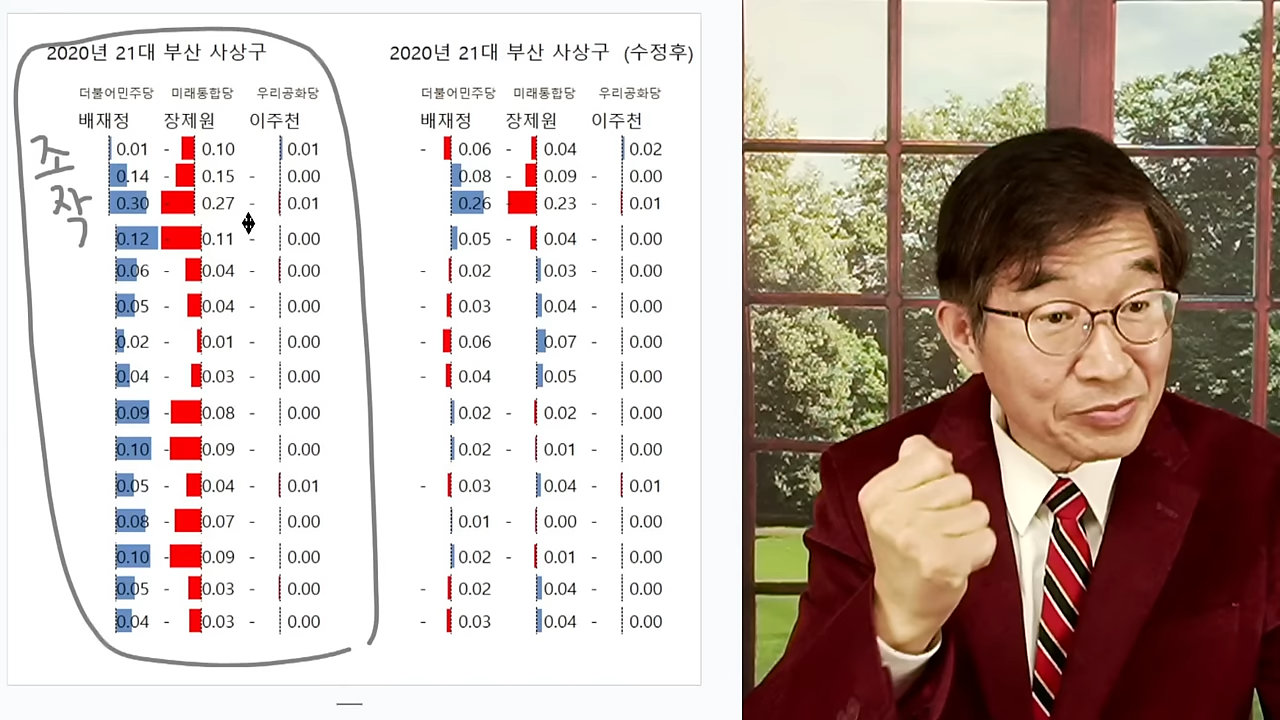 2020년 21대 부산 사상구
더불어민주당 미래통합당 우리공화당
배재정 장제원 이주천
0.01 - 0.10 0.01
0.14 - 0.15 - 0.00
0.30 - 0.27 - 0.01
0.12 - 0.11 - 0.00
0.06 - 0.04 - 0.00
0.05 - 0.04 - 0.00
0.02 - 0.01 - 0.00
0.04 - 0.03 - 0.00
0.09 - 0.08 - 0.00
0.10 - 0.09 - 0.00
0.05 - 0.04 - 0.01
0.08 - 0.07 - 0.00
0.10 - 0.09 - 0.00
0.05 - 0.03 - 0.00
0.04 - 0.03 - 0.00
조
작
2020년 21대 부산 사상구 (수정후)
더불어민주당 미래통합당 우리공화당
배재정 장제원 이주천
- 0.06 - 0.04 0.02
0.08 - 0.09 - 0.00
0.26 - 0.23 - 0.01
0.05 - 0.04 - 0.00
- 0.02 0.03 - 0.00
- 0.03 0.04 - 0.00
- 0.06 0.07 - 0.00
- 0.04 0.05 - 0.00
0.02 - 0.02 - 0.00
0.02 - 0.01 - 0.00
- 0.03 0.04 - 0.01
0.01 - 0.00 - 0.00
0.02 - 0.01 - 0.00
- 0.02 0.04 - 0.00
- 0.03 0.04 - 0.00